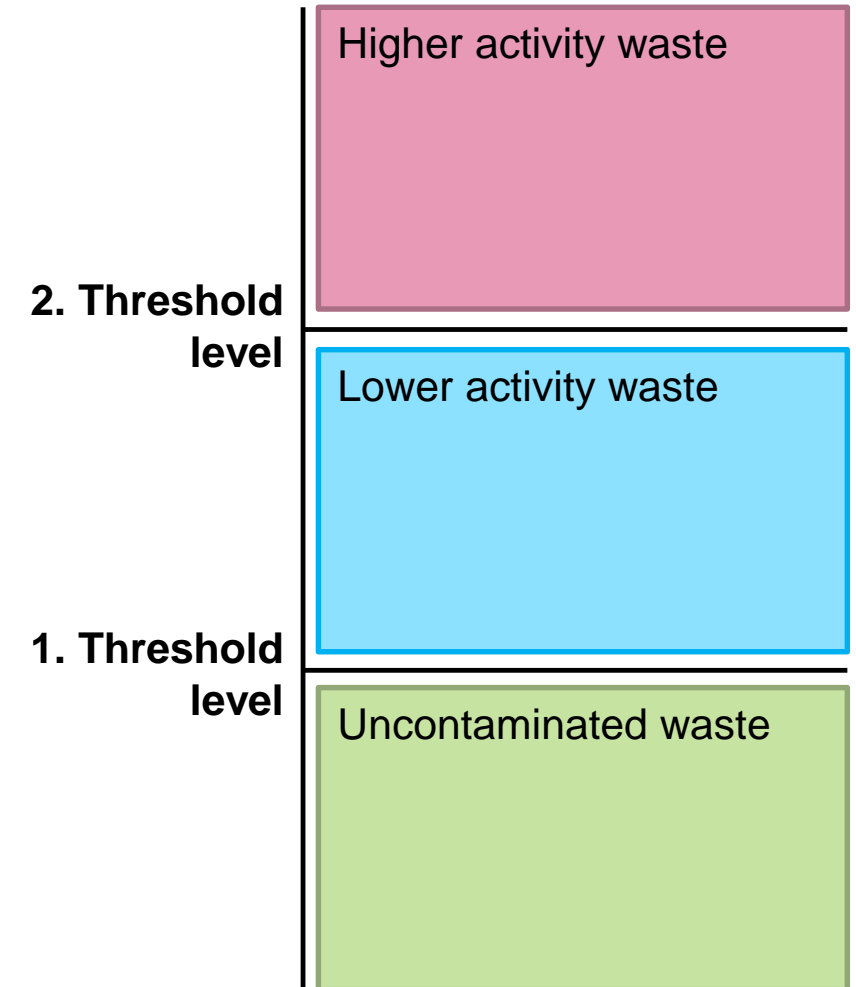 Higher activity waste
2. Threshold
level
Lower activity waste
1. Threshold
level
Uncontaminated waste